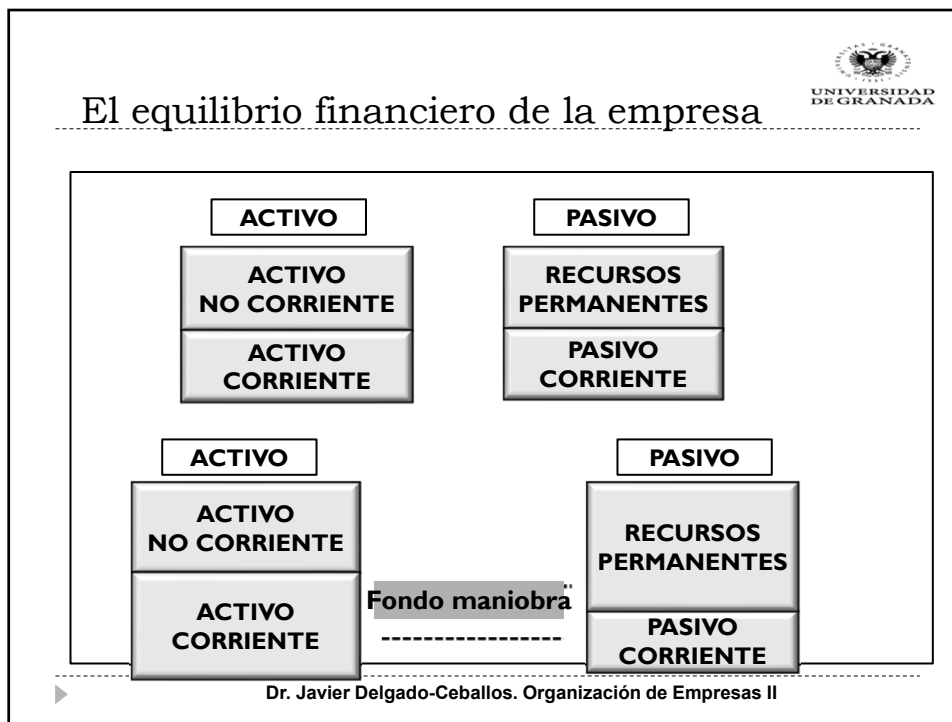 UNIVERSIDAD
DE GRANADA
El equilibrio financiero de la empresa
ACTIVO
PASIVO
ACTIVO
NO CORRIENTE
RECURSOS
PERMANENTES
ACTIVO
CORRIENTE
PASIVO
CORRIENTE
ACTIVO
PASIVO
ACTIVO
NO CORRIENTE
RECURSOS
PERMANENTES
Fondo maniobra
ACTIVO
CORRIENTE
PASIVO
CORRIENTE
Dr. Javier Delgado-Ceballos. Organización de Empresas II